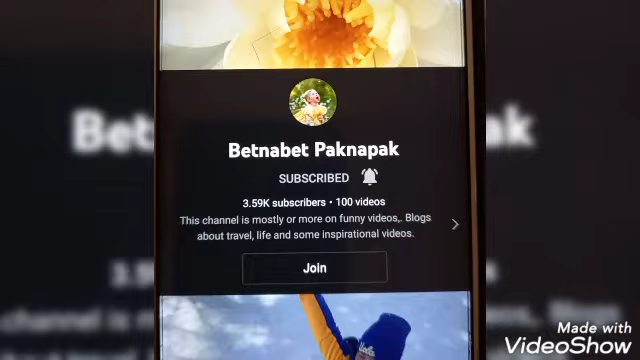 Betnabet Paknapak
SUBSCRIBED
3.59K subscribers • 100 videos
This channel is mostly or more on funny videos,. Blogs
about travel, life and some inspirational videos.
Join
Made with
VideoShow